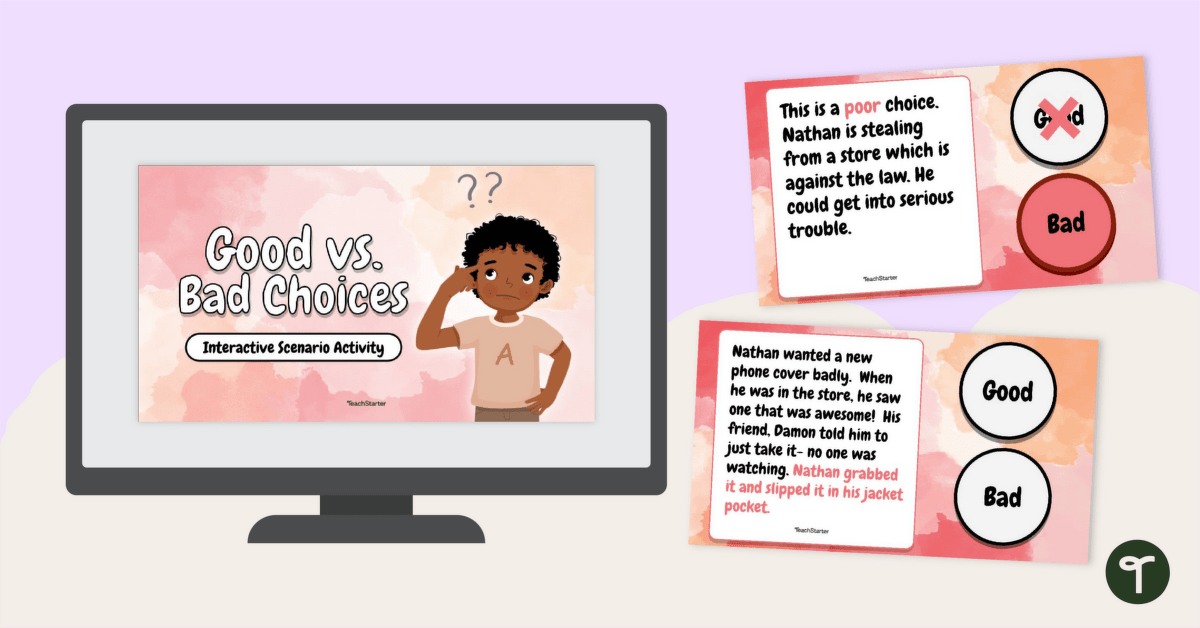 ??
Good vs.
Bad Choices
Interactive Scenario Activity
TeachStarter
A
This is a poor choice.
Nathan is stealing
from a store which is
against the law. He
could get into serious
trouble.
TeachStarter
Good
Bad
Nathan wanted a new
phone cover badly. When
he was in the store, he saw
one that was awesome! His
friend, Damon told him to
just take it- no one was
watching. Nathan grabbed
it and slipped it in his jacket
pocket.
TeachStarter
Good
Bad